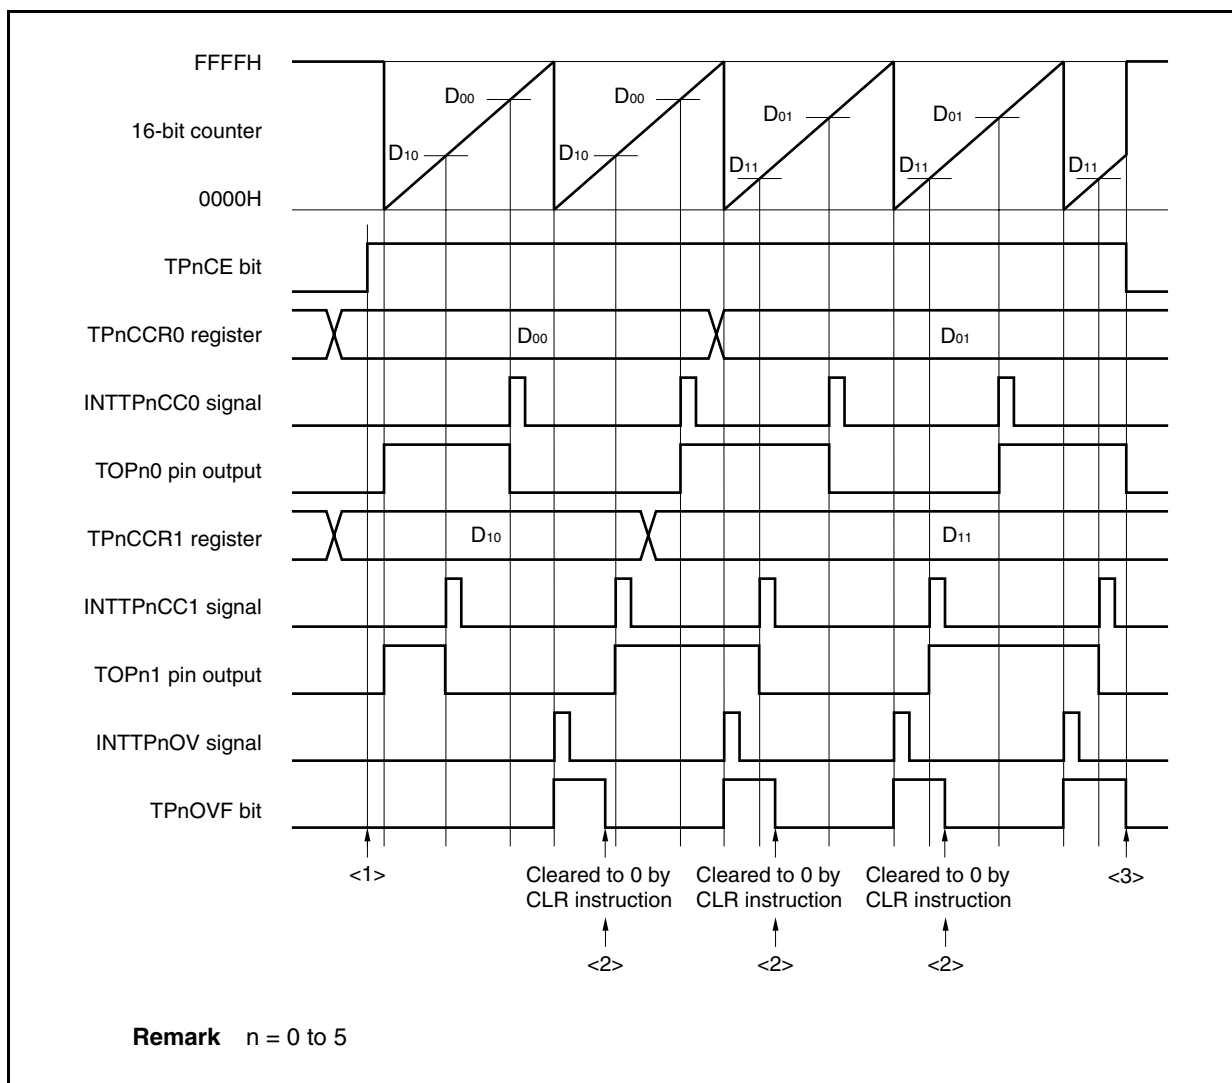 FFFFH
D00 D00
D01 D01
16-bit counter
D10 D10
D11 D11 D11
0000H
TPnCE bit
TPnCCR0 register D00 D01
INTTPnCC0 signal
TOPn0 pin output
TPnCCR1 register D10 D11
INTTPnCC1 signal
TOPn1 pin output
INTTPnOV signal
TPnOVF bit
<1> Cleared to 0 by Cleared to 0 by Cleared to 0 by <3>
CLR instruction CLR instruction CLR instruction
<2> <2> <2>
Remark n = 0 to 5